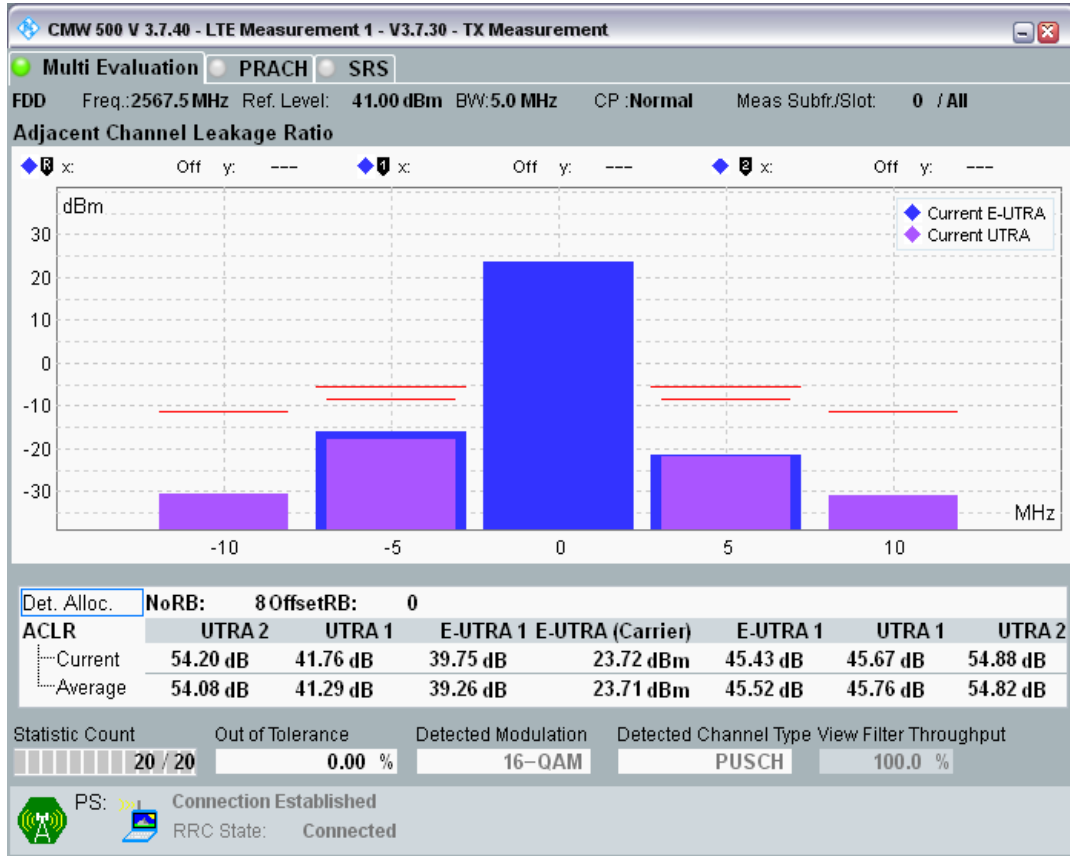 CMW 500 V 3.7.40 - LTE Measurement 1 - V3.7.30 - TX Measurement
Multi Evaluation PRACH SRS
FDD Freq.:2567.5 MHz Ref. Level: 41.00 dBm BW:5.0 MHz CP :Normal Meas Subfr./Slot: 0 / All
Adjacent Channel Leakage Ratio
R x: Off y: --- 1 x: Off y: --- 2 x: Off y: ---
dBm
Current E-UTRA
Current UTRA
30
20
10
0
-10
-20
-30
MHz
-10 -5 0 5 10
Det. Alloc. NoRB: 8 OffsetRB: 0
ACLR UTRA 2 UTRA 1 E-UTRA 1 E-UTRA (Carrier) E-UTRA 1 UTRA 1 UTRA 2
Current 54.20 dB 41.76 dB 39.75 dB 23.72 dBm 45.43 dB 45.67 dB 54.88 dB
Average 54.08 dB 41.29 dB 39.26 dB 23.71 dBm 45.52 dB 45.76 dB 54.82 dB
Statistic Count Out of Tolerance Detected Modulation Detected Channel Type View Filter Throughput
20 / 20 0.00 % 16-QAM PUSCH 100.0 %
PS: Connection Established
RRC State: Connected